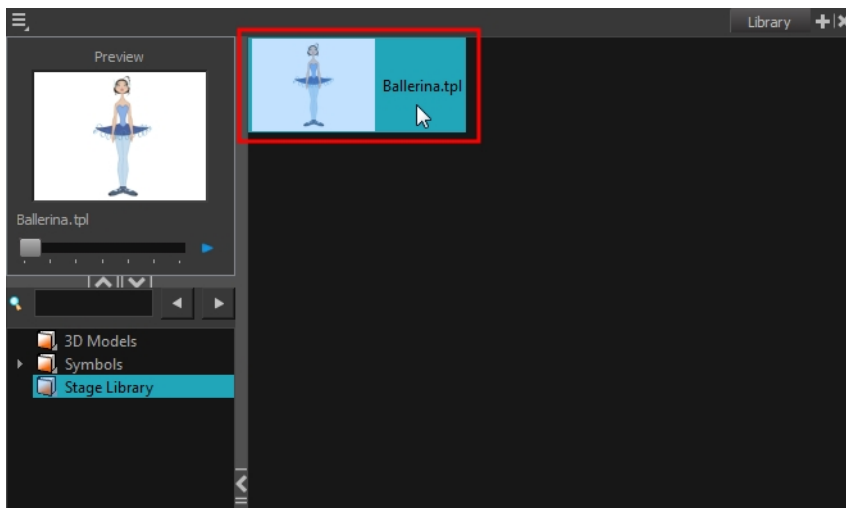 Library
Preview
Ballerina.tpl
Ballerina.tpl
3D Models
Symbols
Stage Library